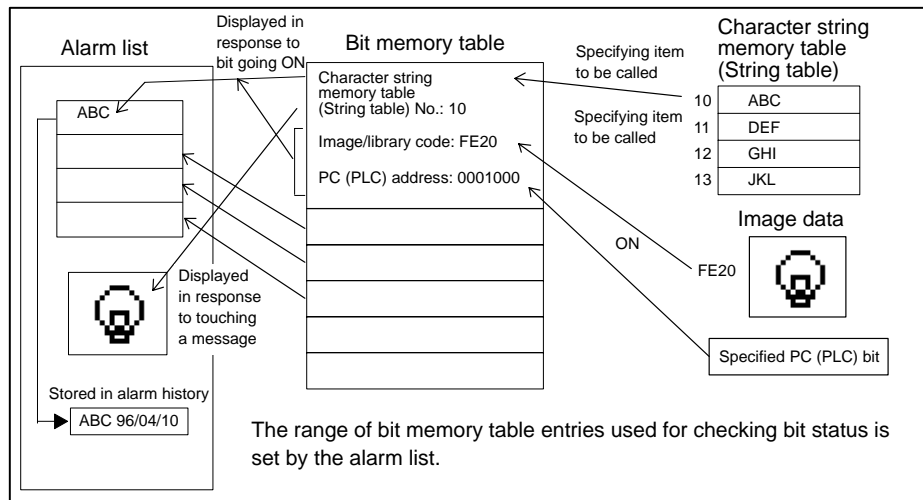 Alarm list
ABC
Displayed
in response
to touching
a message
Stored in alarm history
ABC 96/04/10
Displayed in
response to
bit going ON
Bit memory table
Character string
memory table
(String table) No.: 10
Image/library code: FE20
PC (PLC) address: 0001000
Specifying item
to be called
Specifying item
to be called
Character string
memory table
(String table)
10 ABC
11 DEF
12 GHI
13 JKL
Image data
ON
FE20
Specified PC (PLC) bit
The range of bit memory table entries used for checking bit status is
set by the alarm list.